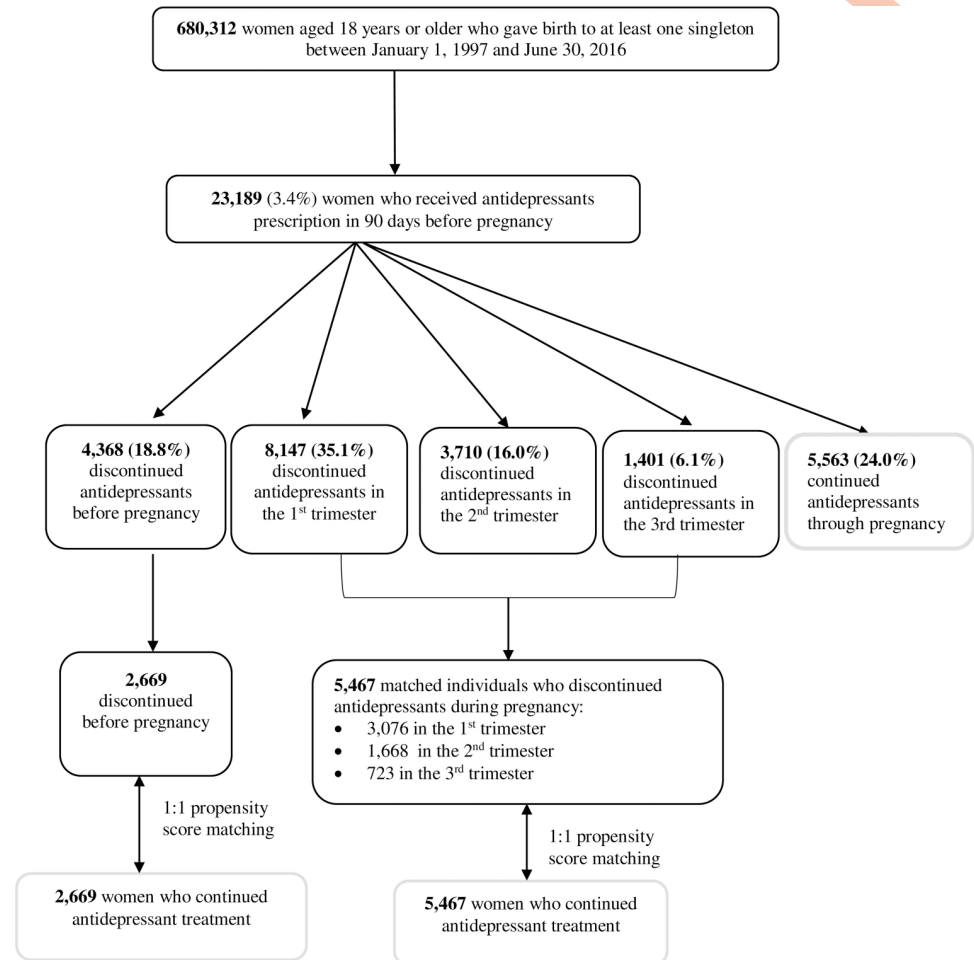 680,312 women aged 18 years or older who gave birth to at least one singleton
between January 1, 1997 and June 30, 2016
23,189 (3.4%) women who received antidepressants
prescription in 90 days before pregnancy
4,368 (18.8%)
discontinued
antidepressants
before pregnancy
8,147 (35.1%)
discontinued
antidepressants in
the 1st trimester
3,710 (16.0%)
discontinued
antidepressants in
the 2nd trimester
1,401 (6.1%)
discontinued
antidepressants in
the 3rd trimester
5,563 (24.0%)
continued
antidepressants
through pregnancy
2,669
discontinued
before pregnancy
5,467 matched individuals who discontinued
antidepressants during pregnancy:
• 3,076 in the 1st trimester
• 1,668 in the 2nd trimester
• 723 in the 3rd trimester
1:1 propensity
score matching
1:1 propensity
score matching
2,669 women who continued
antidepressant treatment
5,467 women who continued
antidepressant treatment